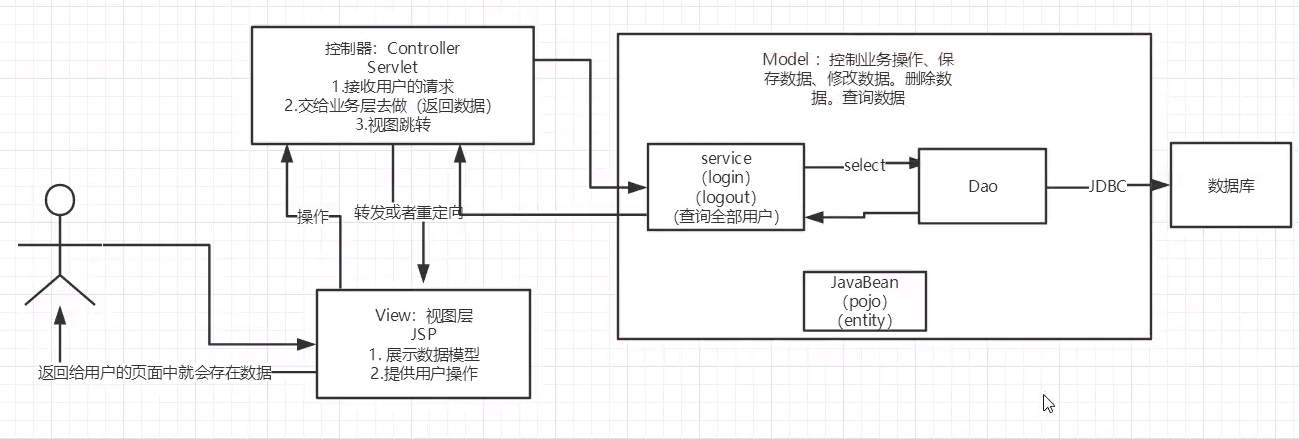 控制器：Controller
Servlet
1.接收用户的请求
2.交给业务层去做（返回数据）
3.视图跳转
Model ：控制业务操作、保
存数据、修改数据。删除数
据。查询数据
service
（login）
（logout）
（查询全部用户）
select
Dao
JDBC
数据库
操作
转发或者重定向
JavaBean
（pojo）
（entity）
View：视图层
JSP
1. 展示数据模型
2.提供用户操作
返回给用户的页面中就会存在数据